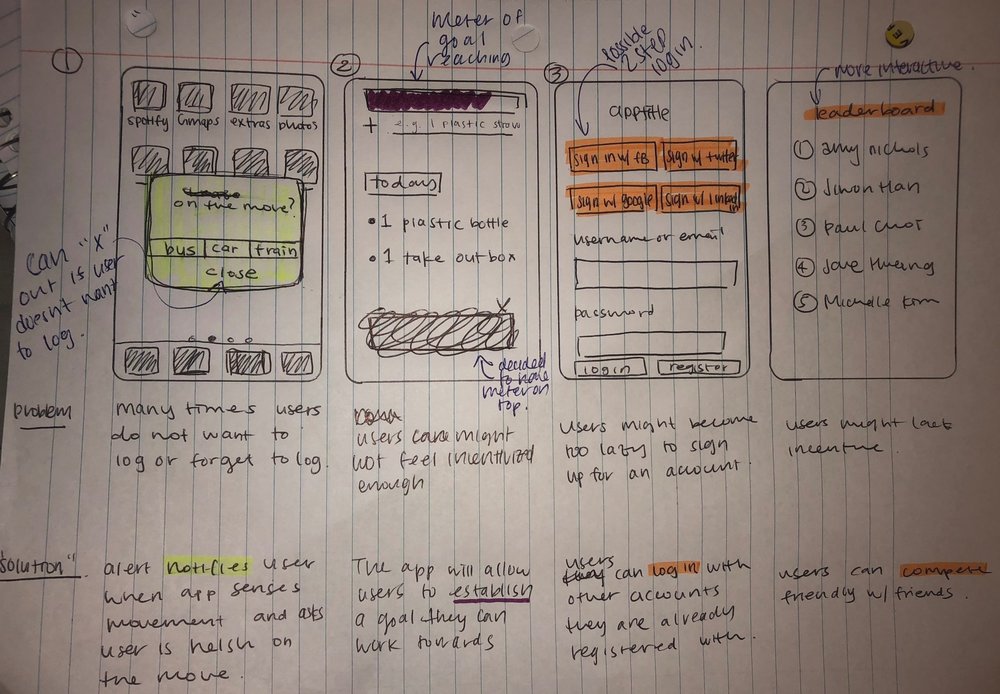 ①
spotify Gmaps extras photos
on the move?
bus car train
close
can "x"
out is user
doesn't want
to log.
②
Meter of
goal
reaching
+ e.g. 1 plastic straw
todays
• 1 plastic bottle
• 1 take out box
x
decided
to have
meter on
top.
③
possible
2 step
login.
app title
sign in w/ FB sign w/ twitter
sign w/ google sign w/ linked in
username or email
password
login register
more interactive.
leaderboard
① amy nichols
② Simon Han
③ paul choi
④ Jane Hwang
⑤ Michelle Kim
problem
many times users
do not want to
log or forget to log.
users might
not feel incentivized
enough
users might become
too lazy to sign
up for an account.
users might lack
incentive.
"solution"
alert notifies user
when app senses
movement and asks
user is he/sh on
the move.
The app will allow
users to establish
a goal they can
work towards
users
can log in with
other accounts
they are already
registered with.
users can compete
friendly w/ friends.